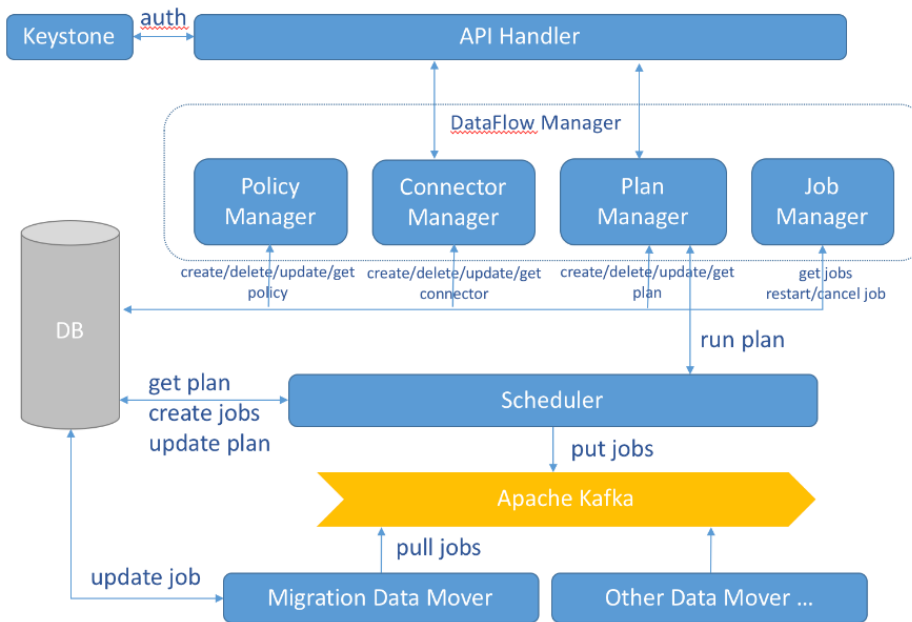 auth
Keystone
API Handler
DataFlow Manager
Policy
Manager
Connector
Manager
Plan
Manager
Job
Manager
create/delete/update/get
policy
create/delete/update/get
connector
create/delete/update/get
plan
get jobs
restart/cancel job
DB
run plan
get plan
create jobs
update plan
Scheduler
put jobs
Apache Kafka
pull jobs
update job
Migration Data Mover
Other Data Mover ...